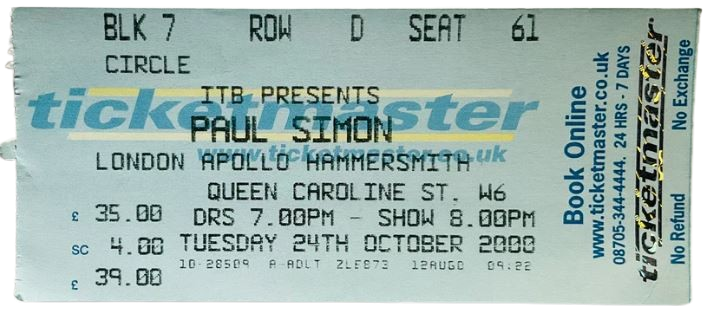 BLK 7 ROW D SEAT 61
CIRCLE
ITB PRESENTS
ticketmaster
PAUL SIMON
www.ticketmaster.co.uk
LONDON APOLLO HAMMERSMITH
QUEEN CAROLINE ST. W6
£ 35.00 DRS 7.00PM - SHOW 8.00PM
SC 4.00 TUESDAY 24TH OCTOBER 2000
£ 39.00 10-28509 A-ADLT ZLE873 12AUG0 09:22
Book Online
www.ticketmaster.co.uk
08705-344-4444. 24 HRS - 7 DAYS
ticketmaster
No Refund No Exchange